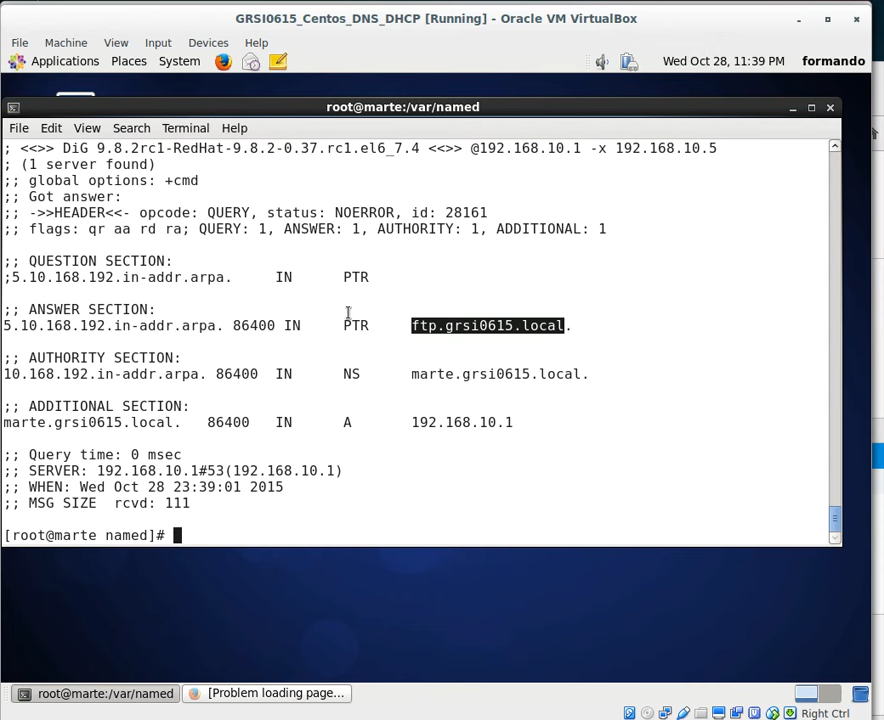 GRSI0615_Centos_DNS_DHCP [Running] - Oracle VM VirtualBox
File Machine View Input Devices Help
Applications Places System Wed Oct 28, 11:39 PM formando
root@marte:/var/named
File Edit View Search Terminal Help
; <<>> DiG 9.8.2rc1-RedHat-9.8.2-0.37.rc1.el6_7.4 <<>> @192.168.10.1 -x 192.168.10.5
; (1 server found)
;; global options: +cmd
;; Got answer:
;; ->>HEADER<<- opcode: QUERY, status: NOERROR, id: 28161
;; flags: qr aa rd ra; QUERY: 1, ANSWER: 1, AUTHORITY: 1, ADDITIONAL: 1
;; QUESTION SECTION:
;5.10.168.192.in-addr.arpa. IN PTR
;; ANSWER SECTION:
5.10.168.192.in-addr.arpa. 86400 IN PTR ftp.grsi0615.local.
;; AUTHORITY SECTION:
10.168.192.in-addr.arpa. 86400 IN NS marte.grsi0615.local.
;; ADDITIONAL SECTION:
marte.grsi0615.local. 86400 IN A 192.168.10.1
;; Query time: 0 msec
;; SERVER: 192.168.10.1#53(192.168.10.1)
;; WHEN: Wed Oct 28 23:39:01 2015
;; MSG SIZE rcvd: 111
[root@marte named]#
root@marte:/var/named [Problem loading page...
Right Ctrl